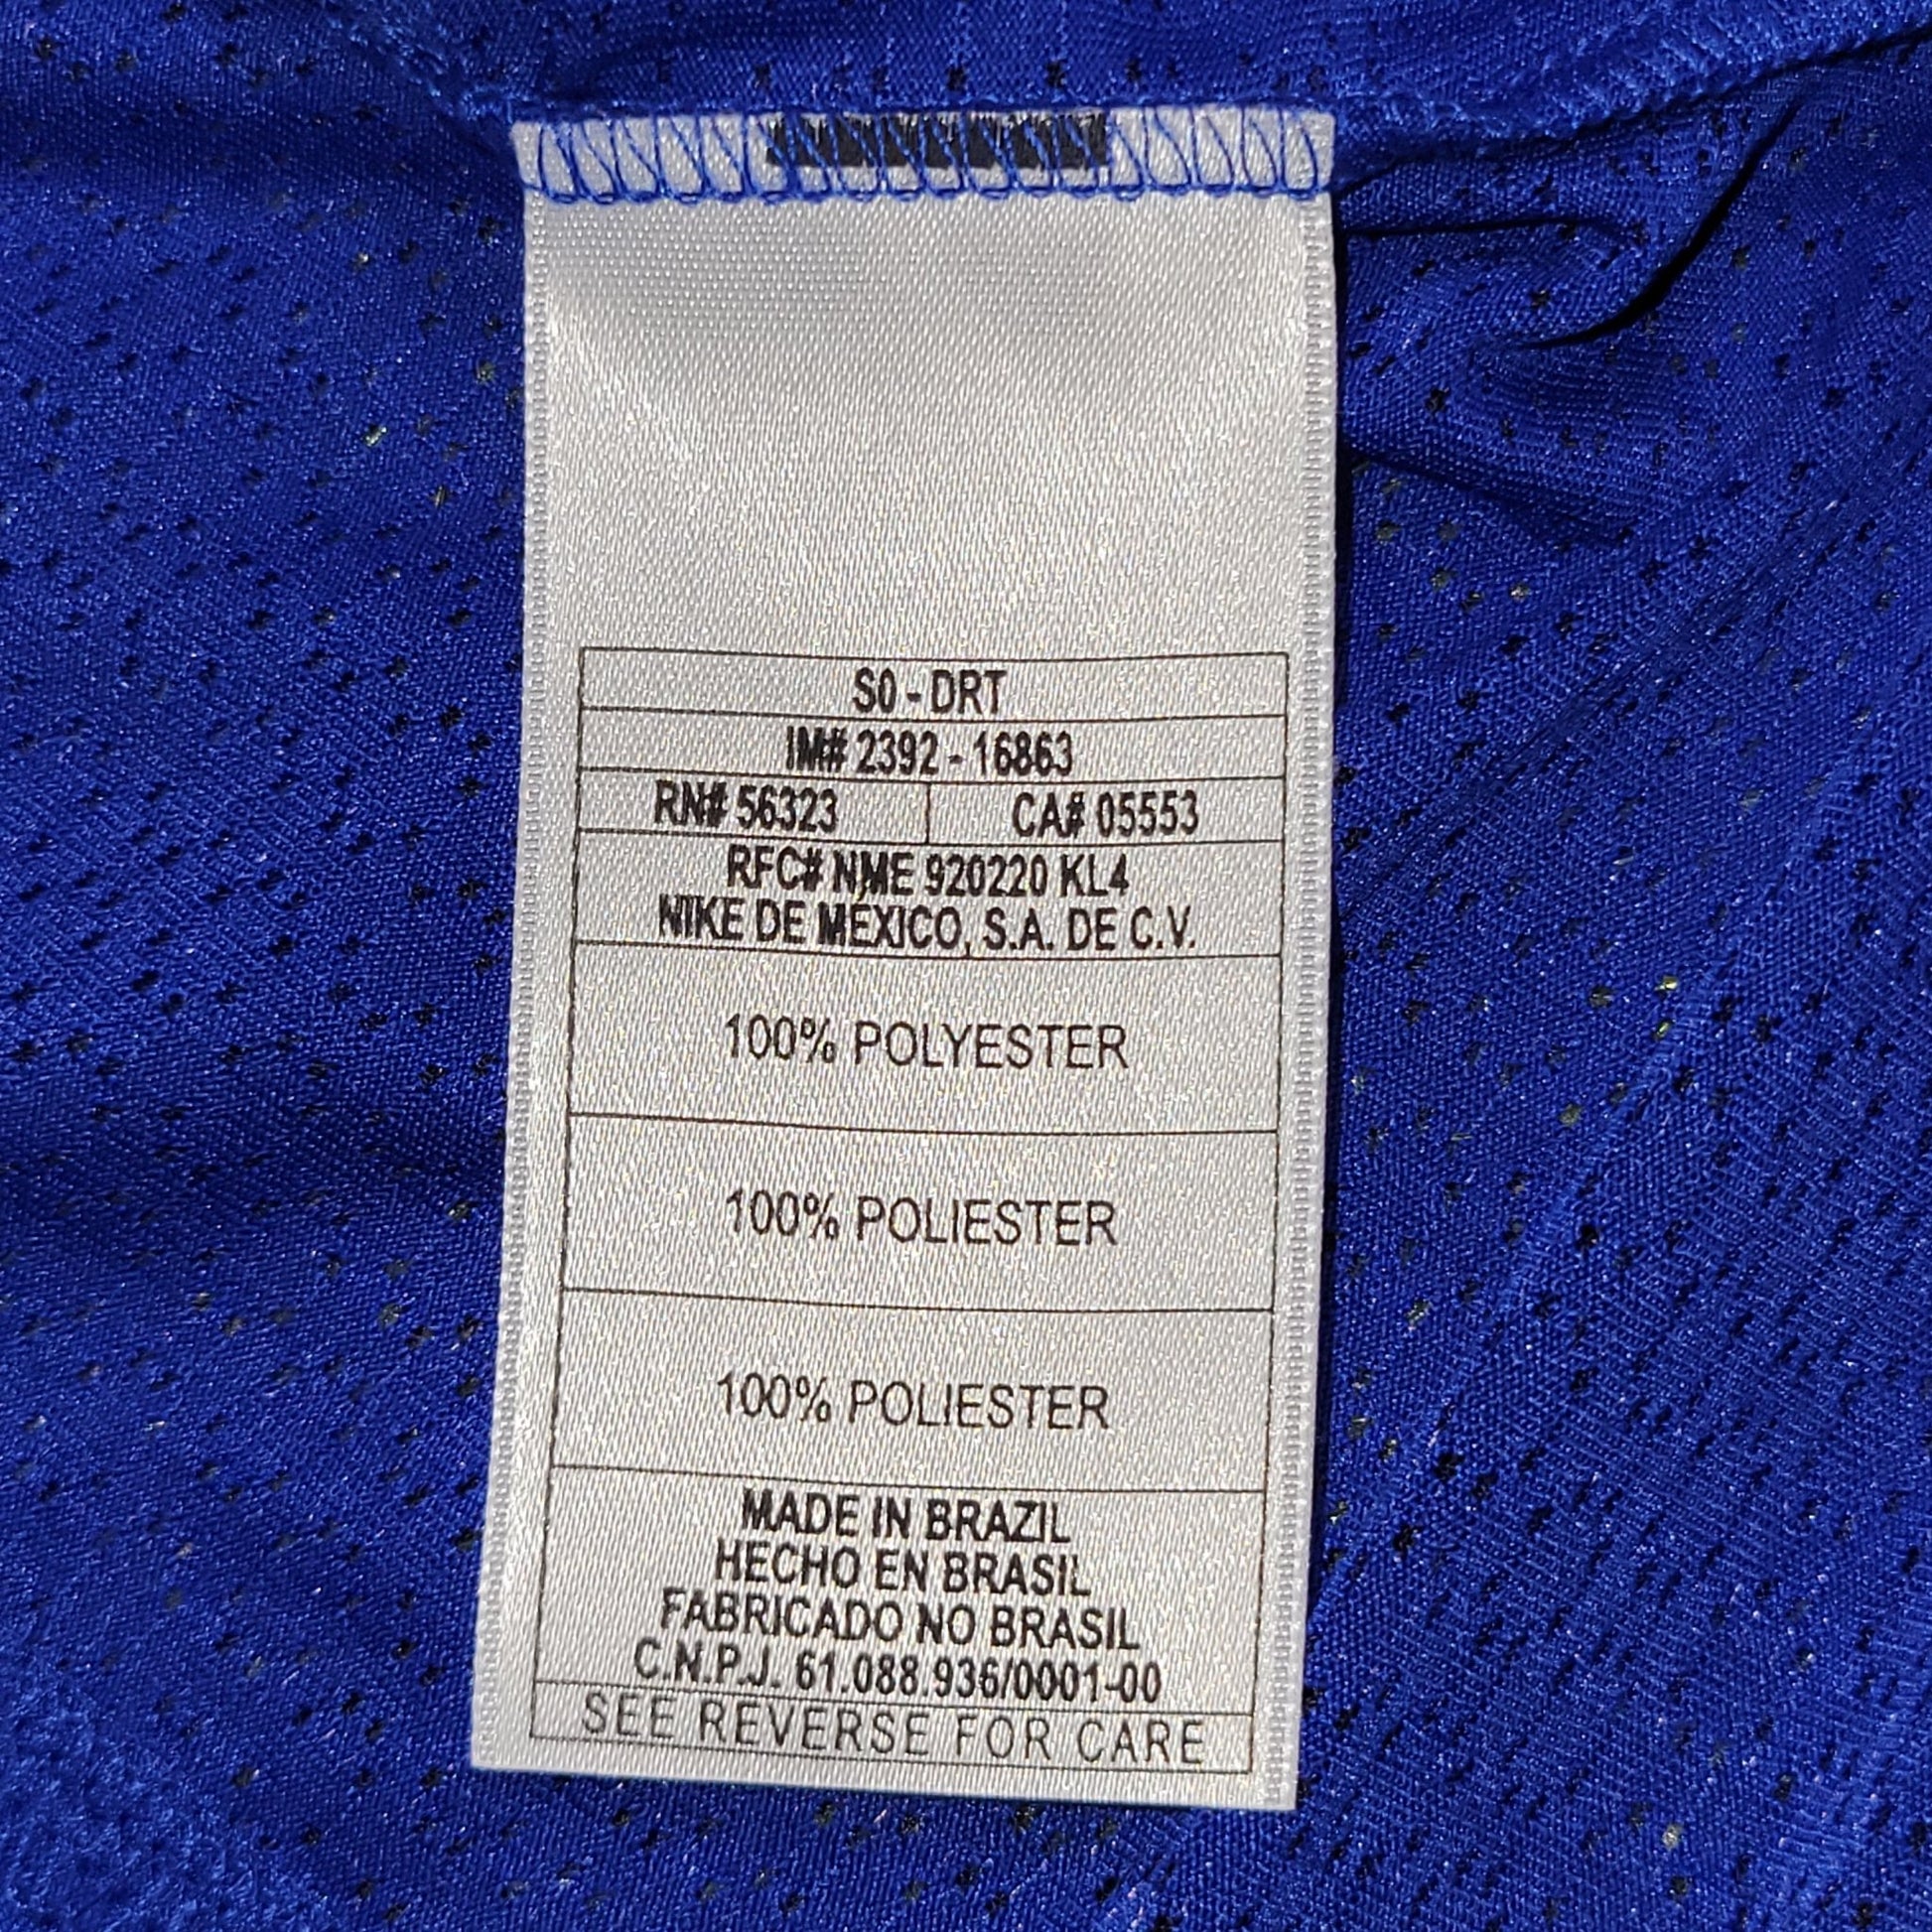 S0 - DRT
IM# 2392 - 16863
RN# 56323 CA# 05553
RFC# NME 920220 KL4
NIKE DE MÉXICO, S.A. DE C.V.
100% POLYESTER
100% POLIESTER
100% POLIESTER
MADE IN BRAZIL
HECHO EN BRASIL
FABRICADO NO BRASIL
C.N.P.J. 61.088.936/0001-00
SEE REVERSE FOR CARE